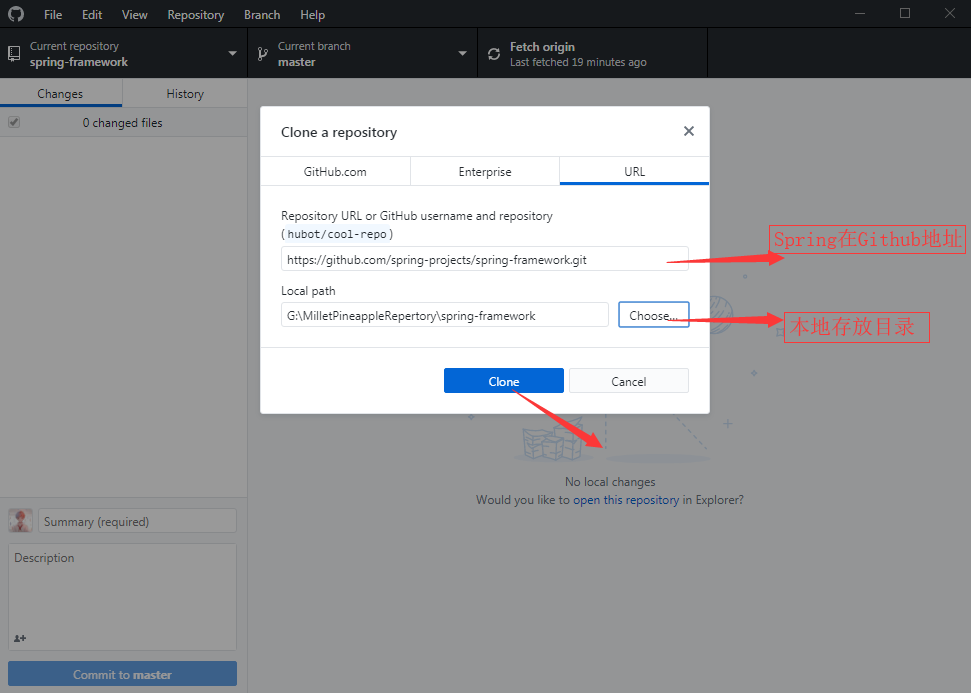 File Edit View Repository Branch Help
Current repository
spring-framework
Current branch
master
Fetch origin
Last fetched 19 minutes ago
Changes
History
0 changed files
Clone a repository
GitHub.com
Enterprise
URL
Repository URL or GitHub username and repository
(hubot/cool-repo)
https://github.com/spring-projects/spring-framework.git
Spring在Github地址
Local path
G:\MilletPineappleRepertory\spring-framework
Choose...
本地存放目录
Clone
Cancel
No local changes
Would you like to open this repository in Explorer?
Summary (required)
Description
Commit to master